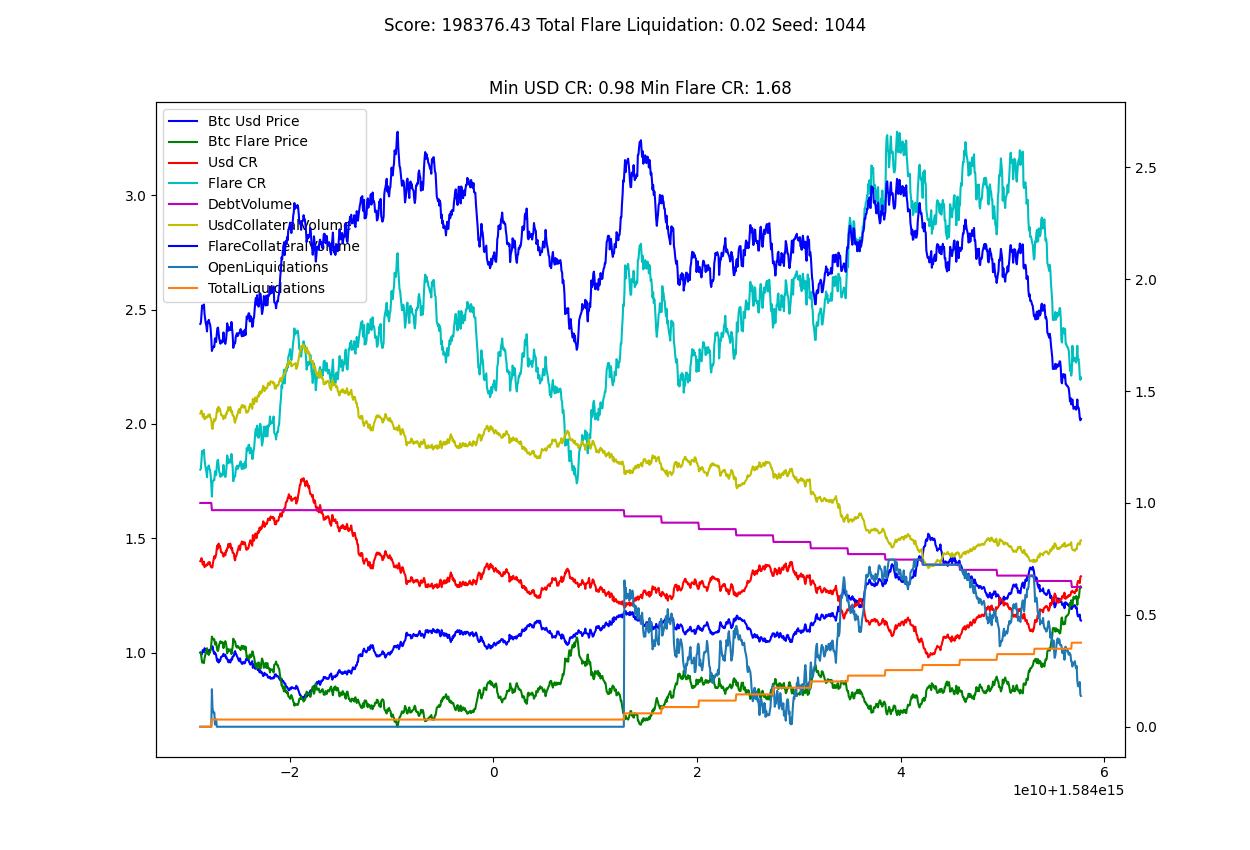 Score: 198376.43 Total Flare Liquidation: 0.02 Seed: 1044
Min USD CR: 0.98 Min Flare CR: 1.68
Btc Usd Price
Btc Flare Price
Usd CR
Flare CR
DebtVolume
UsdCollateralVolume
FlareCollateralVolume
OpenLiquidations
TotalLiquidations
3.0
2.5
2.0
1.5
1.0
2.5
2.0
1.5
1.0
0.5
0.0
−2
0
2
4
6
1e10+1.584e15